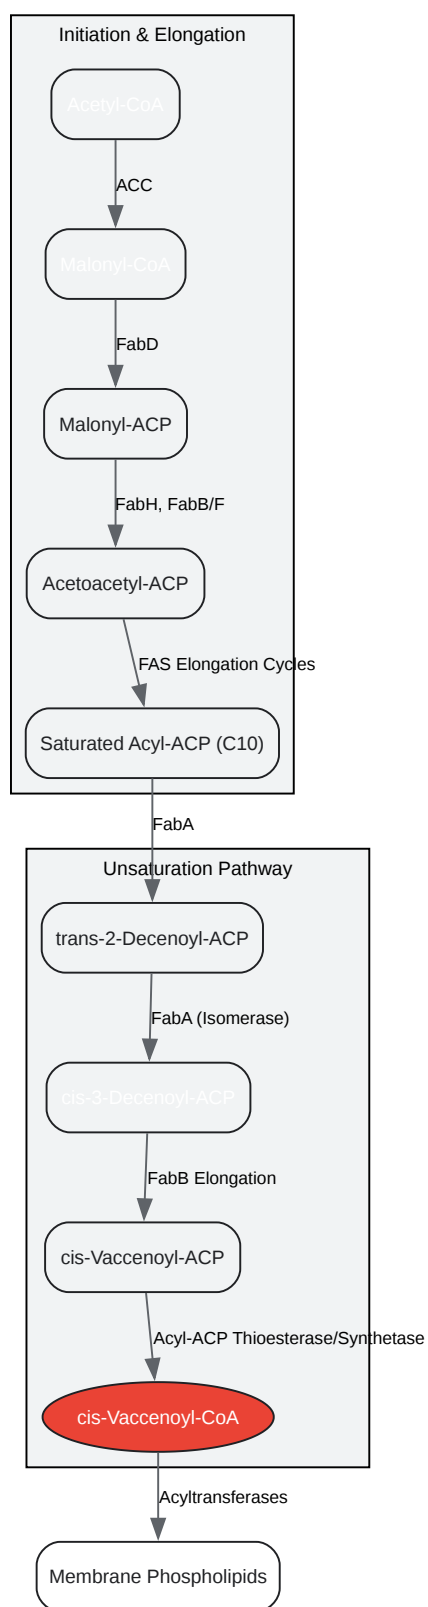 Initiation & Elongation
Acetyl-CoA
ACC
Malonyl-CoA
FabD
Malonyl-ACP
FabH, FabB/F
Acetoacetyl-ACP
FAS Elongation Cycles
Saturated Acyl-ACP (C10)
FabA
Unsaturation Pathway
trans-2-Decenoyl-ACP
FabA (Isomerase)
cis-3-Decenoyl-ACP
FabB Elongation
cis-Vaccenoyl-ACP
Acyl-ACP Thioesterase/Synthetase
cis-Vaccenoyl-CoA
Acyltransferases
Membrane Phospholipids